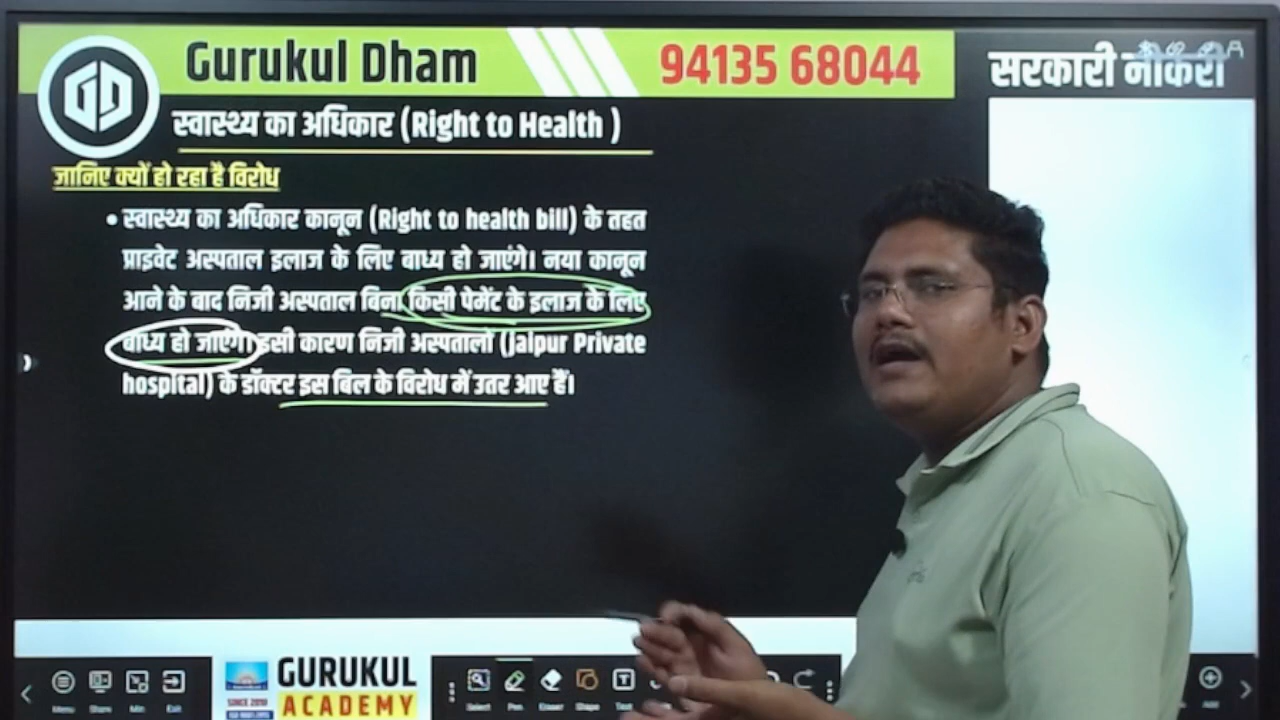 GD
Gurukul Dham
94135 68044
सरकारी नौकरी
स्वास्थ्य का अधिकार (Right to Health )
जानिए क्यों हो रहा है विरोध
• स्वास्थ्य का अधिकार कानून (Right to health bill) के तहत
प्राइवेट अस्पताल इलाज के लिए बाध्य हो जाएंगे। नया कानून
आने के बाद निजी अस्पताल बिना किसी पेमेंट के इलाज के लिए
बाध्य हो जाएंगे। इसी कारण निजी अस्पतालों (Jaipur Private
hospital) के डॉक्टर इस बिल के विरोध में उतर आए हैं।
GURUKUL
ACADEMY
SINCE 2010
Menu Share Min Exit
Select Pen Eraser Shape Text
Add